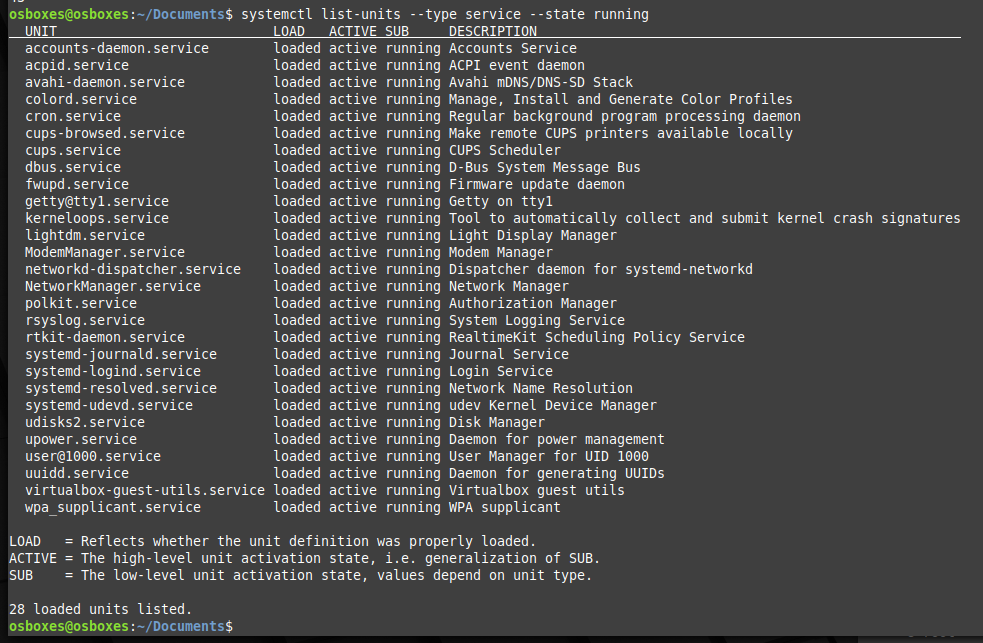 osboxes@osboxes:~/Documents$ systemctl list-units --type service --state running
  UNIT                           LOAD   ACTIVE SUB     DESCRIPTION
  accounts-daemon.service        loaded active running Accounts Service
  acpid.service                  loaded active running ACPI event daemon
  avahi-daemon.service           loaded active running Avahi mDNS/DNS-SD Stack
  colord.service                 loaded active running Manage, Install and Generate Color Profiles
  cron.service                   loaded active running Regular background program processing daemon
  cups-browsed.service           loaded active running Make remote CUPS printers available locally
  cups.service                   loaded active running CUPS Scheduler
  dbus.service                   loaded active running D-Bus System Message Bus
  fwupd.service                  loaded active running Firmware update daemon
  getty@tty1.service             loaded active running Getty on tty1
  kerneloops.service             loaded active running Tool to automatically collect and submit kernel crash signatures
  lightdm.service                loaded active running Light Display Manager
  ModemManager.service           loaded active running Modem Manager
  networkd-dispatcher.service    loaded active running Dispatcher daemon for systemd-networkd
  NetworkManager.service         loaded active running Network Manager
  polkit.service                 loaded active running Authorization Manager
  rsyslog.service                loaded active running System Logging Service
  rtkit-daemon.service           loaded active running RealtimeKit Scheduling Policy Service
  systemd-journald.service       loaded active running Journal Service
  systemd-logind.service         loaded active running Login Service
  systemd-resolved.service       loaded active running Network Name Resolution
  systemd-udevd.service          loaded active running udev Kernel Device Manager
  udisks2.service                loaded active running Disk Manager
  upower.service                 loaded active running Daemon for power management
  user@1000.service              loaded active running User Manager for UID 1000
  uuidd.service                  loaded active running Daemon for generating UUIDs
  virtualbox-guest-utils.service loaded active running Virtualbox guest utils
  wpa_supplicant.service         loaded active running WPA supplicant

LOAD   = Reflects whether the unit definition was properly loaded.
ACTIVE = The high-level unit activation state, i.e. generalization of SUB.
SUB    = The low-level unit activation state, values depend on unit type.

28 loaded units listed.
osboxes@osboxes:~/Documents$